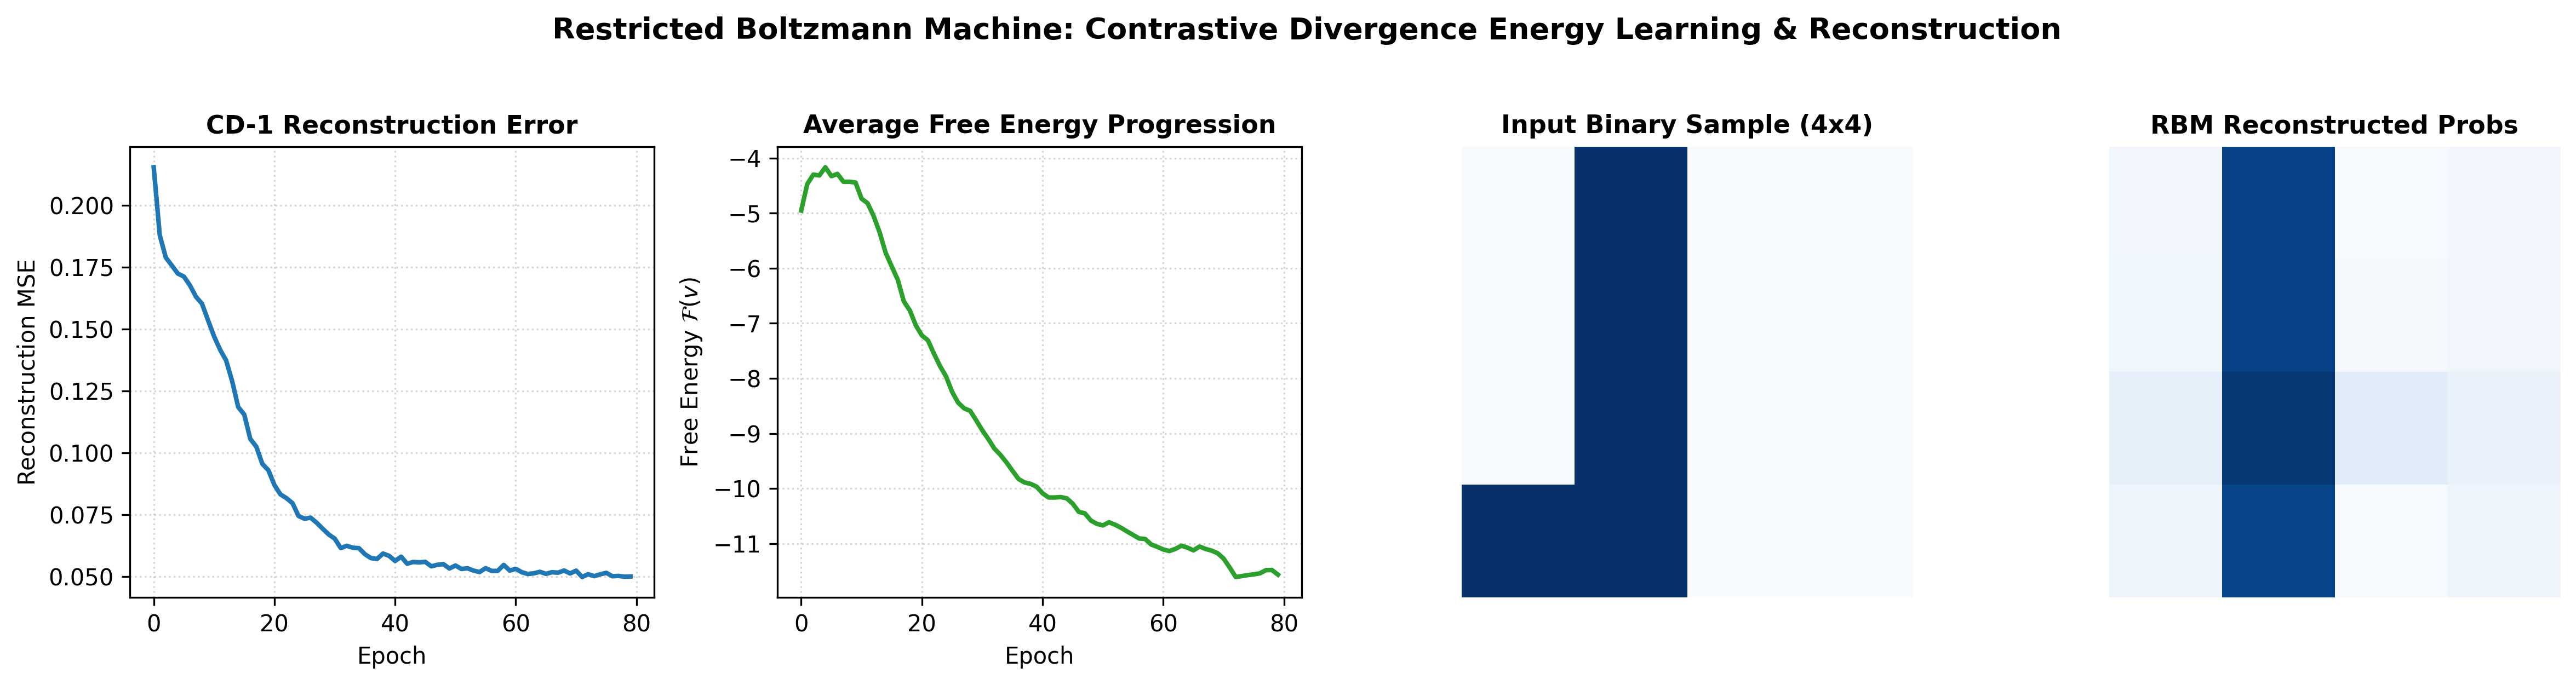 Restricted Boltzmann Machine: Contrastive Divergence Energy Learning & Reconstruction
CD-1 Reconstruction Error
Reconstruction MSE
0.200
0.175
0.150
0.125
0.100
0.075
0.050
0 20 40 60 80
Epoch
Average Free Energy Progression
Free Energy ℱ(v)
−4
−5
−6
−7
−8
−9
−10
−11
0 20 40 60 80
Epoch
Input Binary Sample (4x4)
RBM Reconstructed Probs